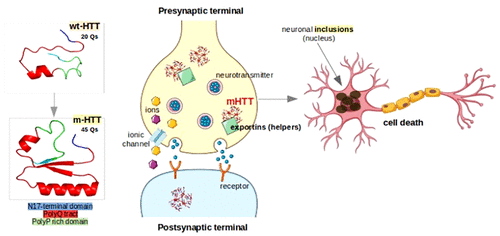 wt-HTT
20 Qs
m-HTT
45 Qs
N17-terminal domain
PolyQ tract
PolyP rich domain
Presynaptic terminal
neurotransmitter
mHTT
ions
exportins (helpers)
ionic
channel
receptor
Postsynaptic terminal
neuronal inclusions
(nucleus)
cell death